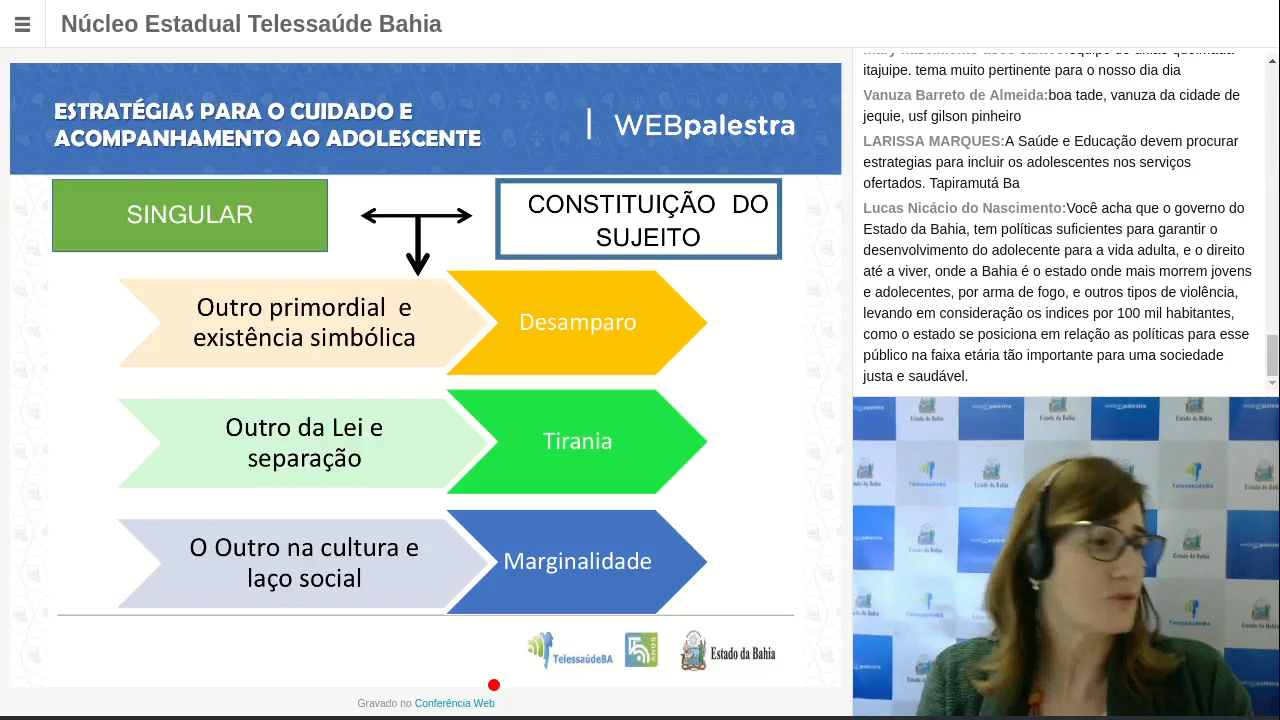 Núcleo Estadual Telessaúde Bahia
ESTRATÉGIAS PARA O CUIDADO E
ACOMPANHAMENTO AO ADOLESCENTE
WEBpalestra
SINGULAR
CONSTITUIÇÃO DO
SUJEITO
Outro primordial e
existência simbólica
Desamparo
Outro da Lei e
separação
Tirania
O Outro na cultura e
laço social
Marginalidade
TelessaúdeBA
5 ANOS
Estado da Bahia
Gravado no Conferência Web
itajuipe. tema muito pertinente para o nosso dia dia
Vanuza Barreto de Almeida:boa tade, vanuza da cidade de
jequie, usf gilson pinheiro
LARISSA MARQUES:A Saúde e Educação devem procurar
estrategias para incluir os adolescentes nos serviços
ofertados. Tapiramutá Ba
Lucas Nicácio do Nascimento:Você acha que o governo do
Estado da Bahia, tem políticas suficientes para garantir o
desenvolvimento do adolecente para a vida adulta, e o direito
até a viver, onde a Bahia é o estado onde mais morrem jovens
e adolecentes, por arma de fogo, e outros tipos de violência,
levando em consideração os indices por 100 mil habitantes,
como o estado se posiciona em relação as políticas para esse
público na faixa etária tão importante para uma sociedade
justa e saudável.
webpalestra
Estado da Bahia
TelessaúdeBA